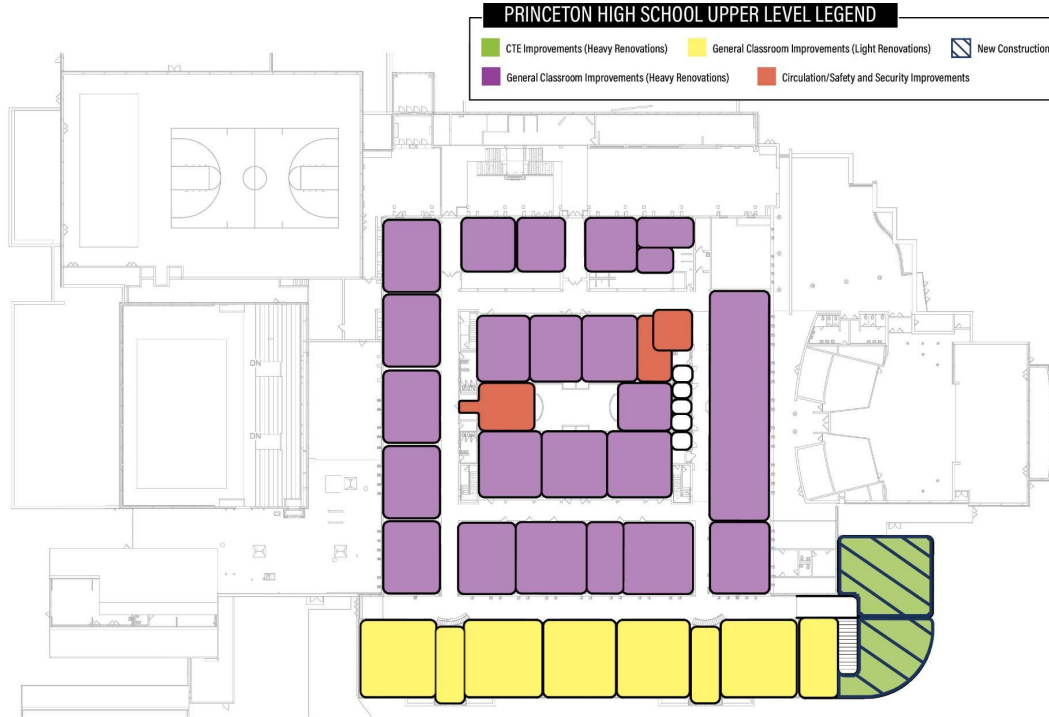 PRINCETON HIGH SCHOOL UPPER LEVEL LEGEND
CTE Improvements (Heavy Renovations)
General Classroom Improvements (Light Renovations)
New Construction
General Classroom Improvements (Heavy Renovations)
Circulation/Safety and Security Improvements
DN
DN